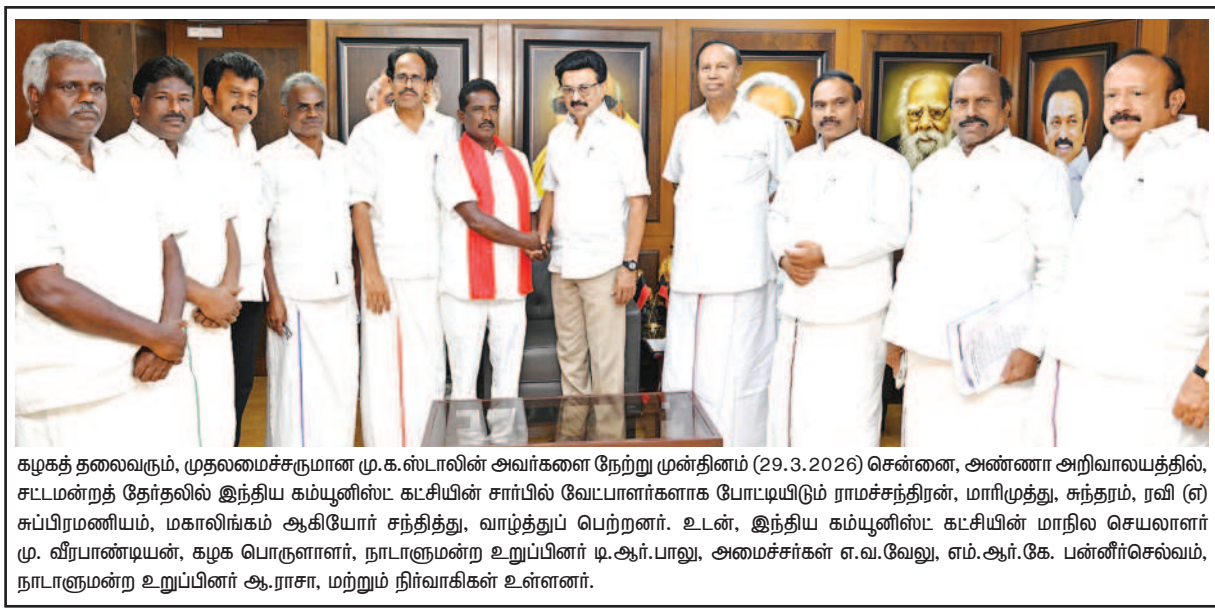 கழகத் தலைவரும், முதலமைச்சருமான மு.க.ஸ்டாலின் அவர்களை நேற்று முன்தினம் (29.3.2026) சென்னை, அண்ணா அறிவாலயத்தில்,
சட்டமன்றத் தேர்தலில் இந்திய கம்யூனிஸ்ட் கட்சியின் சார்பில் வேட்பாளர்களாக போட்டியிடும் ராமச்சந்திரன், மாரிமுத்து, சுந்தரம், ரவி (எ)
சுப்பிரமணியம், மகாலிங்கம் ஆகியோர் சந்தித்து, வாழ்த்துப் பெற்றனர். உடன், இந்திய கம்யூனிஸ்ட் கட்சியின் மாநில செயலாளர்
மு. வீரபாண்டியன், கழக பொருளாளர், நாடாளுமன்ற உறுப்பினர் டி.ஆர்.பாலு, அமைச்சர்கள் எ.வ.வேலு, எம்.ஆர்.கே. பன்னீர்செல்வம்,
நாடாளுமன்ற உறுப்பினர் ஆ.ராசா, மற்றும் நிர்வாகிகள் உள்ளனர்.